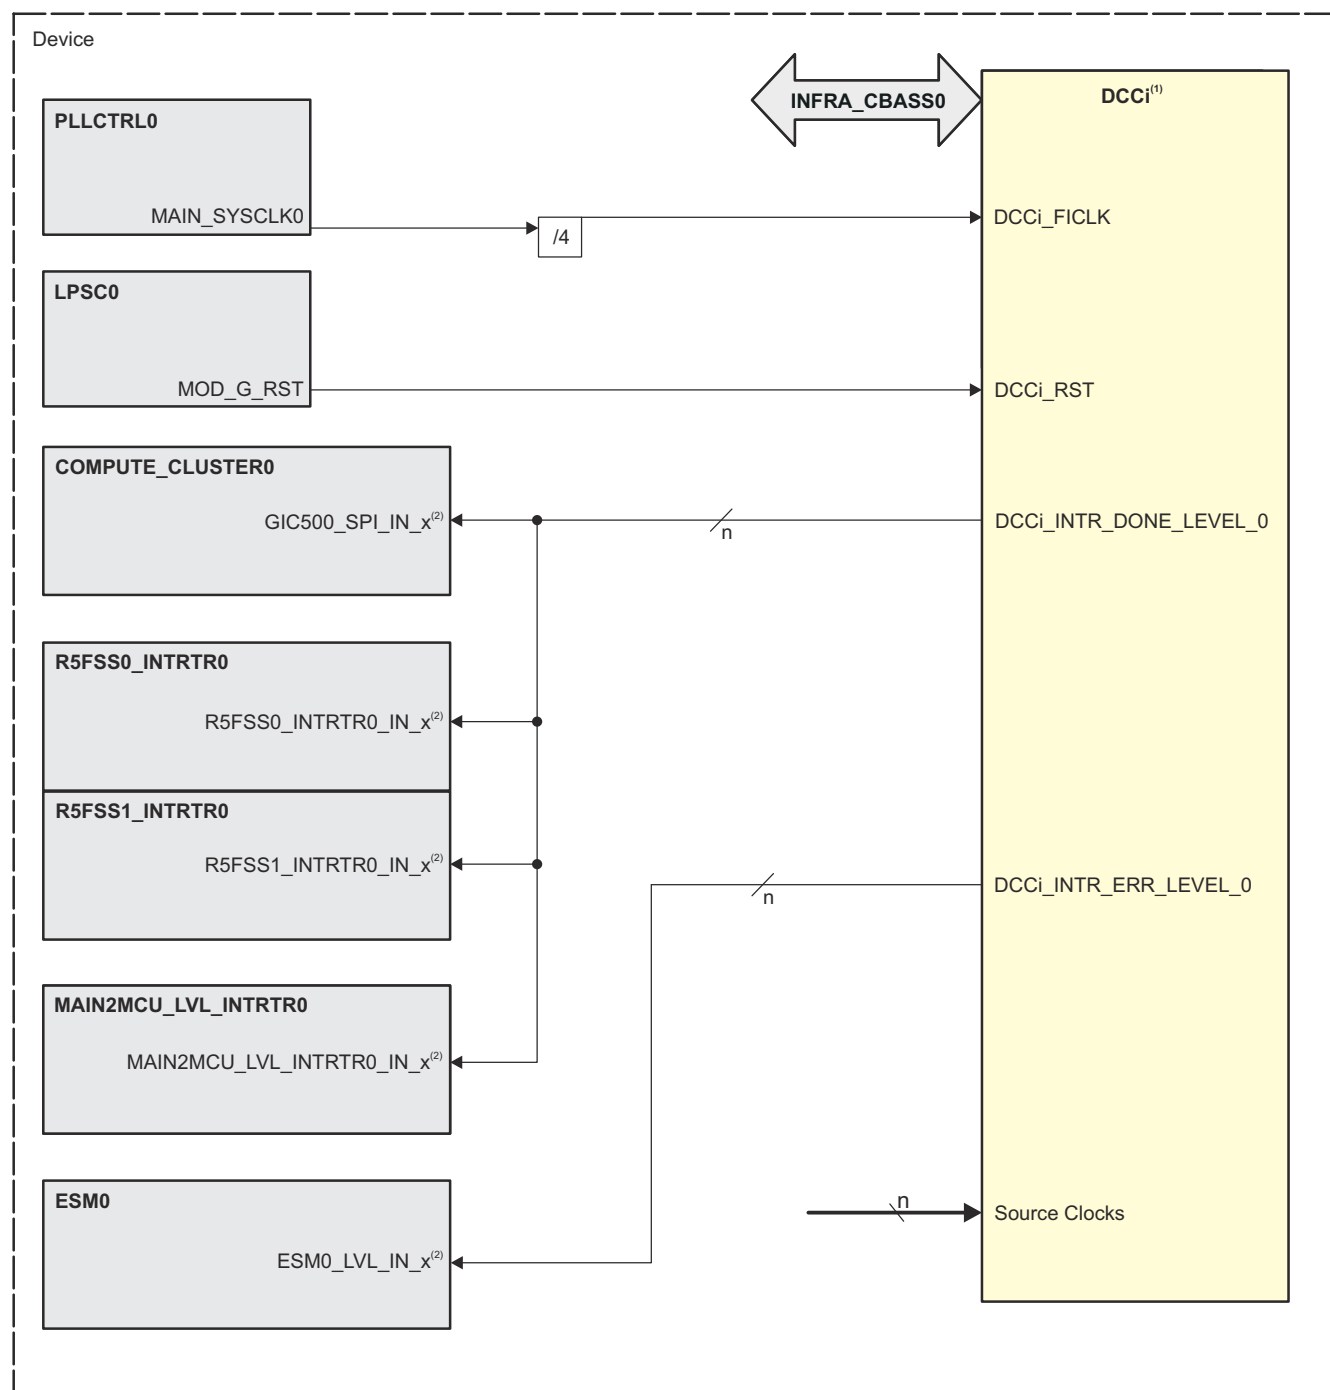 Device
PLLCTRL0
MAIN_SYSCLK0
/4
INFRA_CBASS0
DCCi(1)
DCCi_FICLK
LPSC0
MOD_G_RST
DCCi_RST
COMPUTE_CLUSTER0
GIC500_SPI_IN_x(2)
n
DCCi_INTR_DONE_LEVEL_0
R5FSS0_INTRTR0
R5FSS0_INTRTR0_IN_x(2)
R5FSS1_INTRTR0
R5FSS1_INTRTR0_IN_x(2)
n
DCCi_INTR_ERR_LEVEL_0
MAIN2MCU_LVL_INTRTR0
MAIN2MCU_LVL_INTRTR0_IN_x(2)
ESM0
ESM0_LVL_IN_x(2)
n
Source Clocks